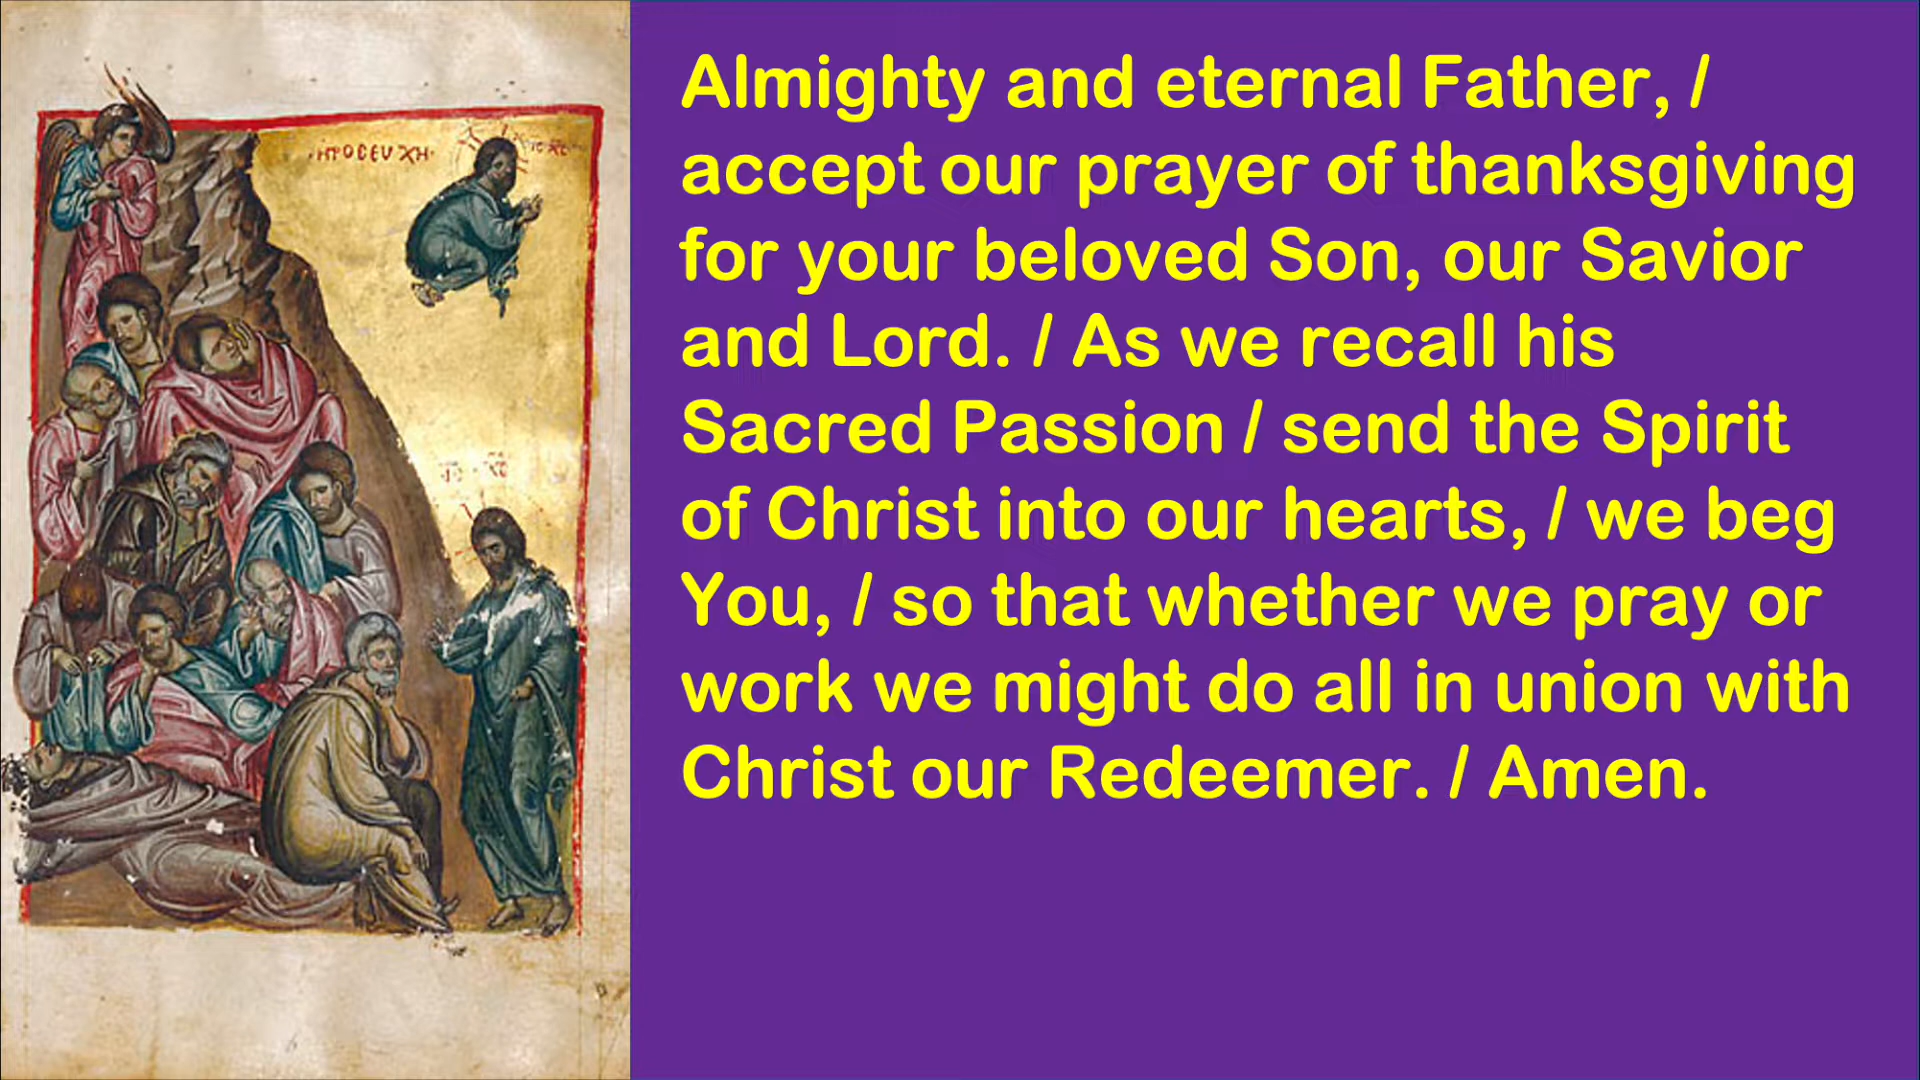 Almighty and eternal Father, /
accept our prayer of thanksgiving
for your beloved Son, our Savior
and Lord. / As we recall his
Sacred Passion / send the Spirit
of Christ into our hearts, / we beg
You, / so that whether we pray or
work we might do all in union with
Christ our Redeemer. / Amen.
ΠΡΟСΕΥΧΗ